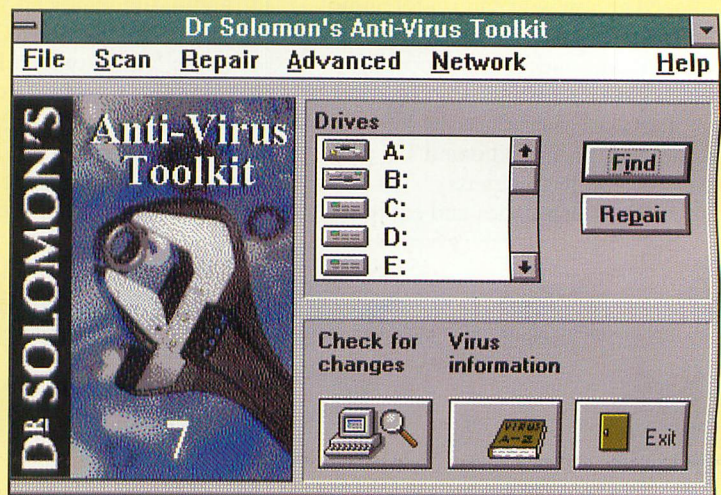 Dr Solomon's Anti-Virus Toolkit
File Scan Repair Advanced Network Help
DR SOLOMON'S
Anti-Virus
Toolkit
7
Drives
A:
B:
C:
D:
E:
Find
Repair
Check for
changes
Virus
information
VIRUS
A-Z
Exit